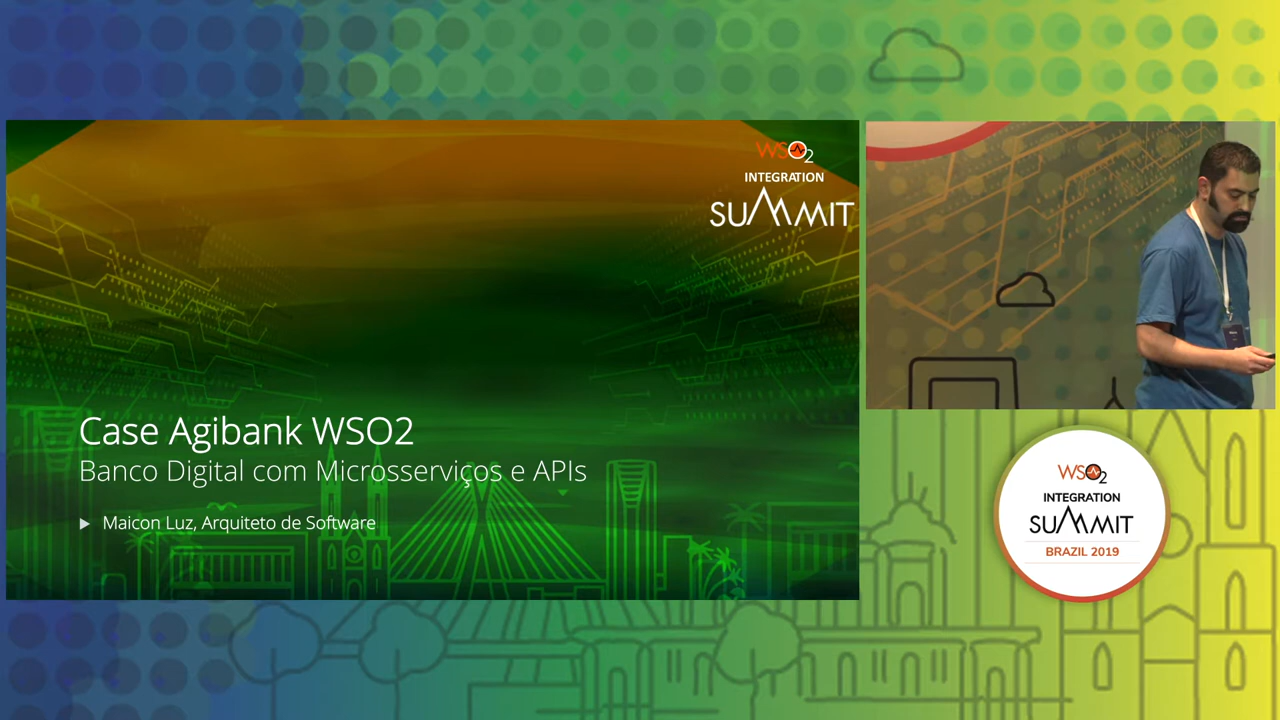 WSO2
INTEGRATION
SUMMIT
Case Agibank WSO2
Banco Digital com Microsserviços e APIs
Maicon Luz, Arquiteto de Software
WSO2
INTEGRATION
SUMMIT
BRAZIL 2019